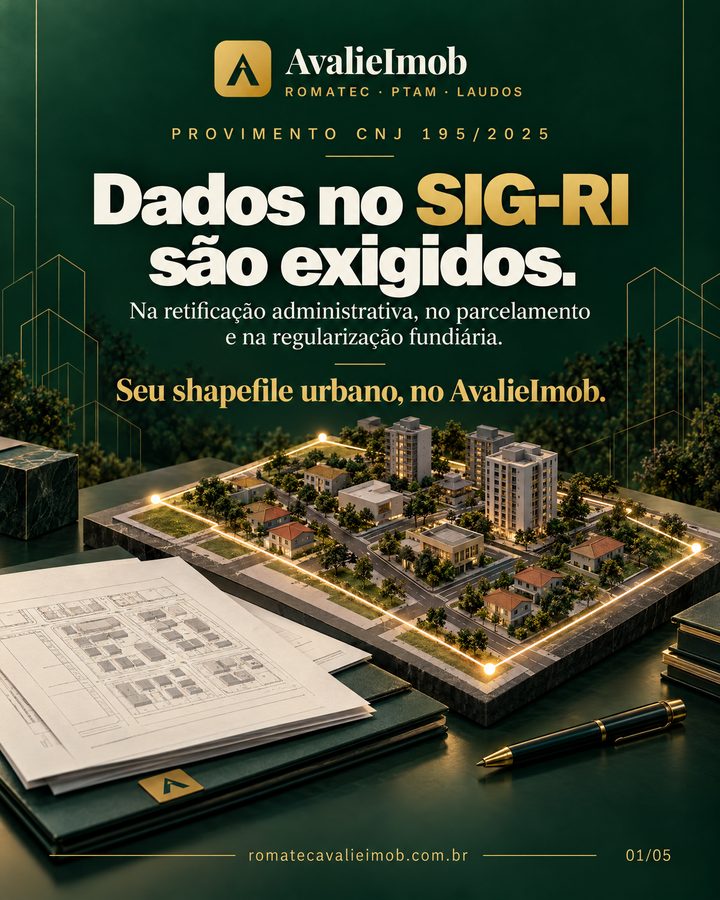 AvalieImob
ROMATEC · PTAM · LAUDOS
PROVIMENTO CNJ 195/2025
Dados no SIG-RI
são exigidos.
Na retificação administrativa, no parcelamento
e na regularização fundiária.
Seu shapefile urbano, no AvalieImob.
romatecavalieimob.com.br
01/05